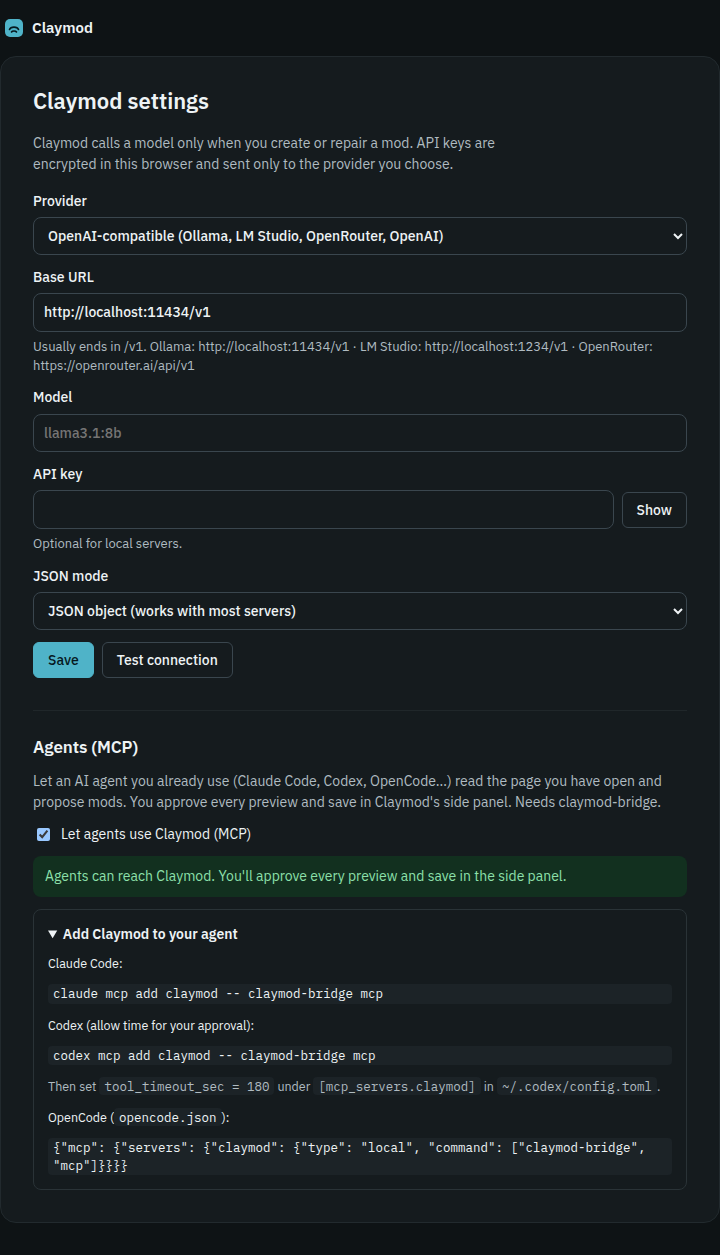 Claymod
Claymod settings
Claymod calls a model only when you create or repair a mod. API keys are
encrypted in this browser and sent only to the provider you choose.
Provider
OpenAI-compatible (Ollama, LM Studio, OpenRouter, OpenAI)
Base URL
http://localhost:11434/v1
Usually ends in /v1. Ollama: http://localhost:11434/v1 · LM Studio: http://localhost:1234/v1 · OpenRouter:
https://openrouter.ai/api/v1
Model
llama3.1:8b
API key
Show
Optional for local servers.
JSON mode
JSON object (works with most servers)
Save Test connection
Agents (MCP)
Let an AI agent you already use (Claude Code, Codex, OpenCode…) read the page you have open and
propose mods. You approve every preview and save in Claymod's side panel. Needs claymod-bridge.
Let agents use Claymod (MCP)
Agents can reach Claymod. You'll approve every preview and save in the side panel.
▼ Add Claymod to your agent
Claude Code:
claude mcp add claymod -- claymod-bridge mcp
Codex (allow time for your approval):
codex mcp add claymod -- claymod-bridge mcp
Then set tool_timeout_sec = 180 under [mcp_servers.claymod] in ~/.codex/config.toml .
OpenCode ( opencode.json ):
{"mcp": {"servers": {"claymod": {"type": "local", "command": ["claymod-bridge",
"mcp"]}}}}